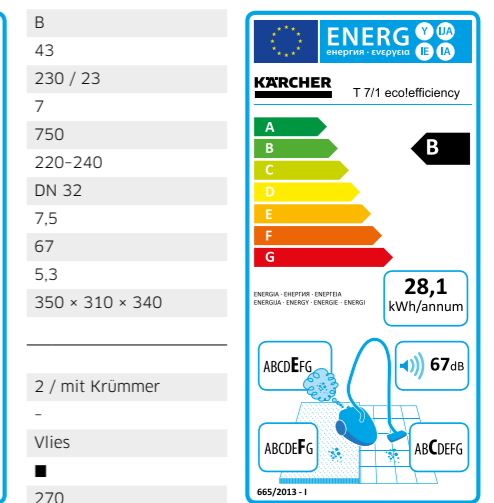 B
43
230 / 23
7
750
220-240
DN 32
7,5
67
5,3
350 × 310 × 340
2 / mit Krümmer
-
Vlies
■
270
ENERG Y UA
енергия · ενεργεια IE IA
KÄRCHER
T 7/1 eco!efficiency
A
B
C
D
E
F
G
B
ENERGIA · ЕНЕРГИЯ · ΕΝΕΡΓΕΙΑ
ENERGIJA · ENERGY · ENERGIE · ENERGI
28,1
kWh/annum
ABCDEFG
67dB
ABCDEFG
ABCDEFG
665/2013 - I